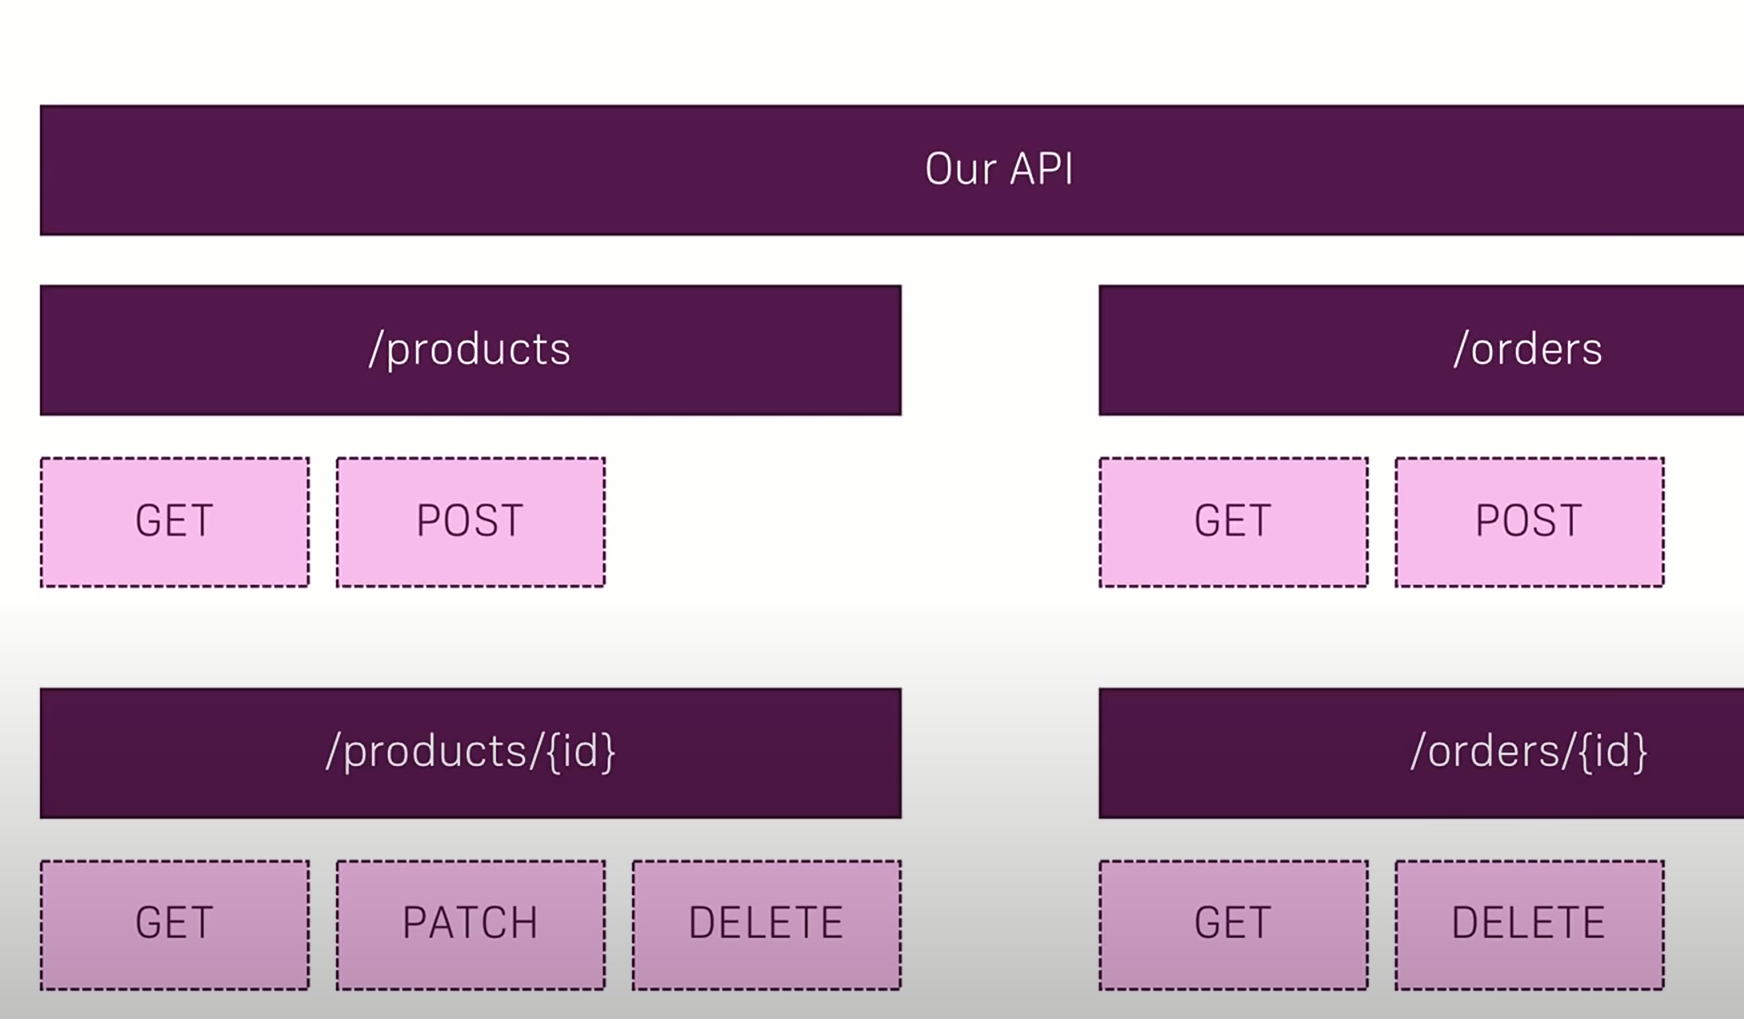 Our API
/products
/orders
GET
POST
GET
POST
/products/{id}
/orders/{id}
GET
PATCH
DELETE
GET
DELETE